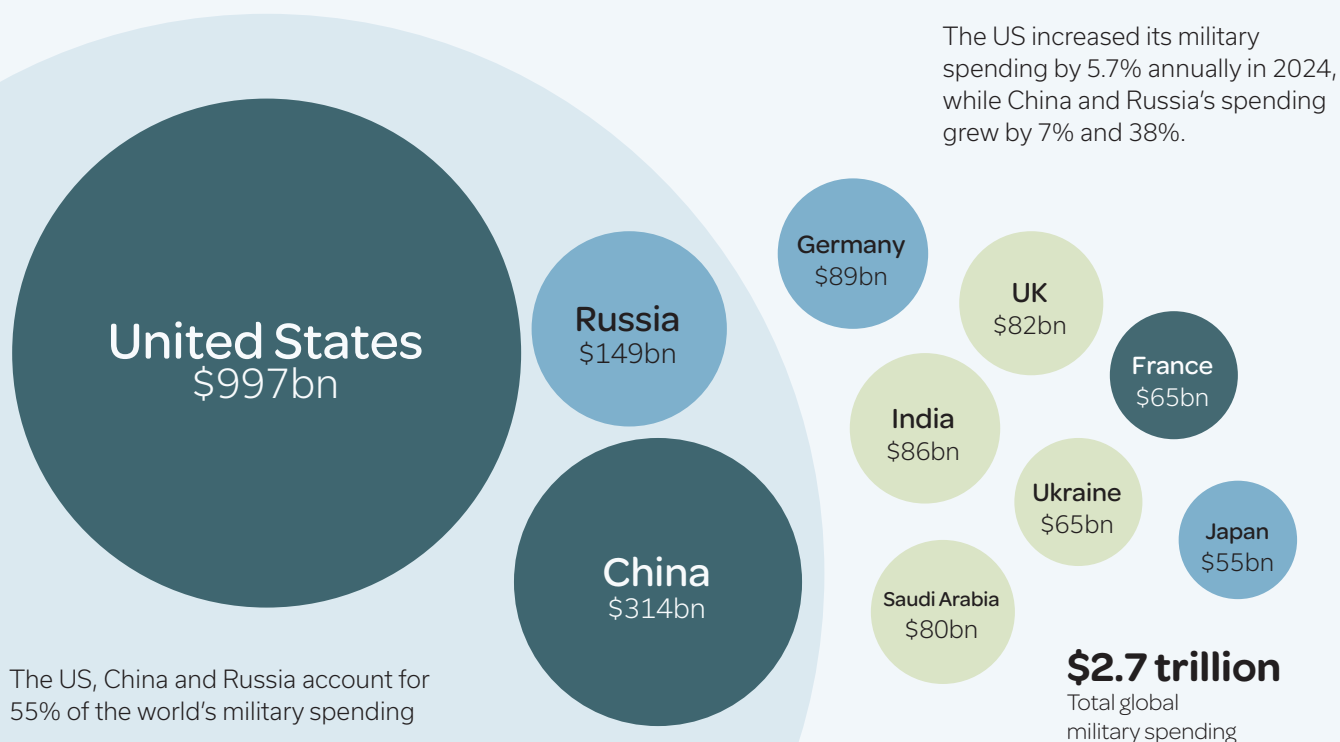 The US increased its military
spending by 5.7% annually in 2024,
while China and Russia's spending
grew by 7% and 38%.
United States
$997bn
Russia
$149bn
China
$314bn
Germany
$89bn
UK
$82bn
France
$65bn
India
$86bn
Ukraine
$65bn
Japan
$55bn
Saudi Arabia
$80bn
The US, China and Russia account for
55% of the world's military spending
$2.7 trillion
Total global
military spending